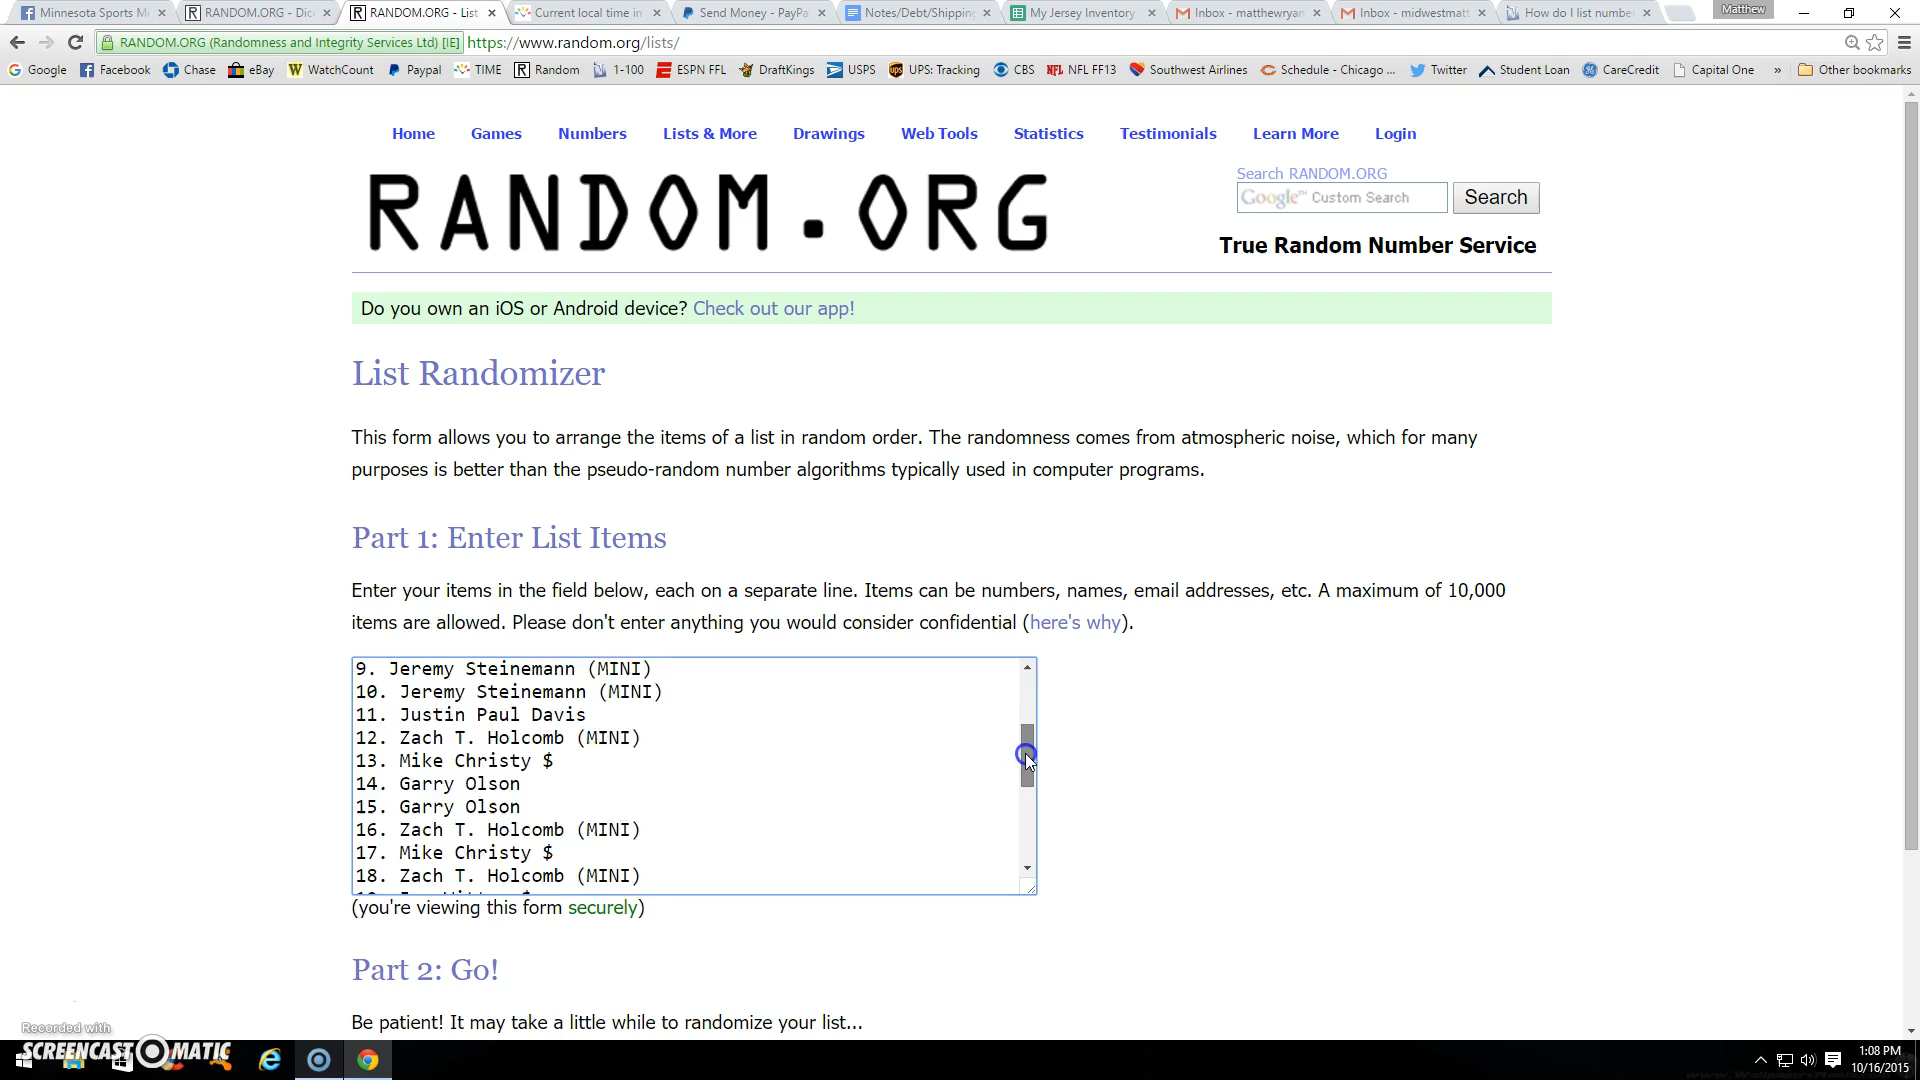 Minnesota Sports Me
RANDOM.ORG - Dic
RANDOM.ORG - List
Current local time in
Send Money - PayPa
Notes/Debt/Shipping
My Jersey Inventory
Inbox - matthewryan
Inbox - midwestmatt
How do I list number
Matthew
RANDOM.ORG (Randomness and Integrity Services Ltd) [IE] https://www.random.org/lists/
Google Facebook Chase eBay WatchCount Paypal TIME Random 1-100 ESPN FFL DraftKings USPS UPS: Tracking CBS NFL FF13 Southwest Airlines Schedule - Chicago ... Twitter Student Loan CareCredit Capital One » Other bookmarks
Home Games Numbers Lists & More Drawings Web Tools Statistics Testimonials Learn More Login
RANDOM.ORG
Search RANDOM.ORG
Google™ Custom Search Search
True Random Number Service
Do you own an iOS or Android device? Check out our app!
List Randomizer
This form allows you to arrange the items of a list in random order. The randomness comes from atmospheric noise, which for many
purposes is better than the pseudo-random number algorithms typically used in computer programs.
Part 1: Enter List Items
Enter your items in the field below, each on a separate line. Items can be numbers, names, email addresses, etc. A maximum of 10,000
items are allowed. Please don't enter anything you would consider confidential (here's why).
9. Jeremy Steinemann (MINI)
10. Jeremy Steinemann (MINI)
11. Justin Paul Davis
12. Zach T. Holcomb (MINI)
13. Mike Christy $
14. Garry Olson
15. Garry Olson
16. Zach T. Holcomb (MINI)
17. Mike Christy $
18. Zach T. Holcomb (MINI)
(you're viewing this form securely)
Part 2: Go!
Be patient! It may take a little while to randomize your list...
Recorded with
SCREENCAST MATIC
1:08 PM
10/16/2015